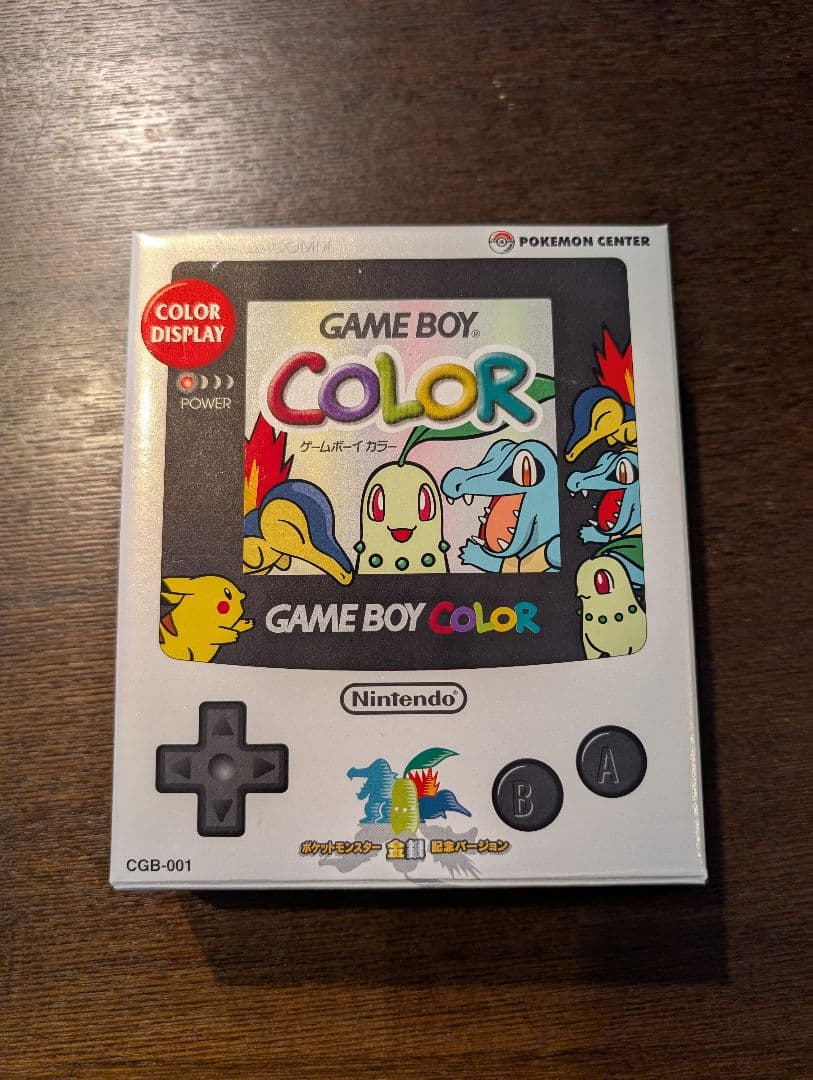 POKEMON CENTER
COLOR
DISPLAY
POWER
GAME BOY®
COLOR
ゲームボーイカラー
GAME BOY COLOR
Nintendo®
B
A
ポケットモンスター 金銀 記念バージョン
CGB-001